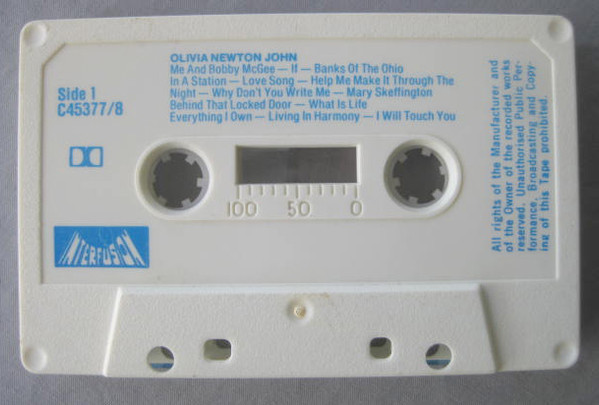 OLIVIA NEWTON JOHN
Me And Bobby McGee — If — Banks Of The Ohio
In A Station — Love Song — Help Me Make It Through The
Night — Why Don't You Write Me — Mary Skeffington
Behind That Locked Door — What Is Life
Everything I Own — Living In Harmony — I Will Touch You
Side 1
C45377/8
100 50 0
INTERFUSION
All rights of the Manufacturer and
of the Owner of the recorded works
reserved. Unauthorised Public Per-
formance, Broadcasting and Copy-
ing of this Tape prohibited.